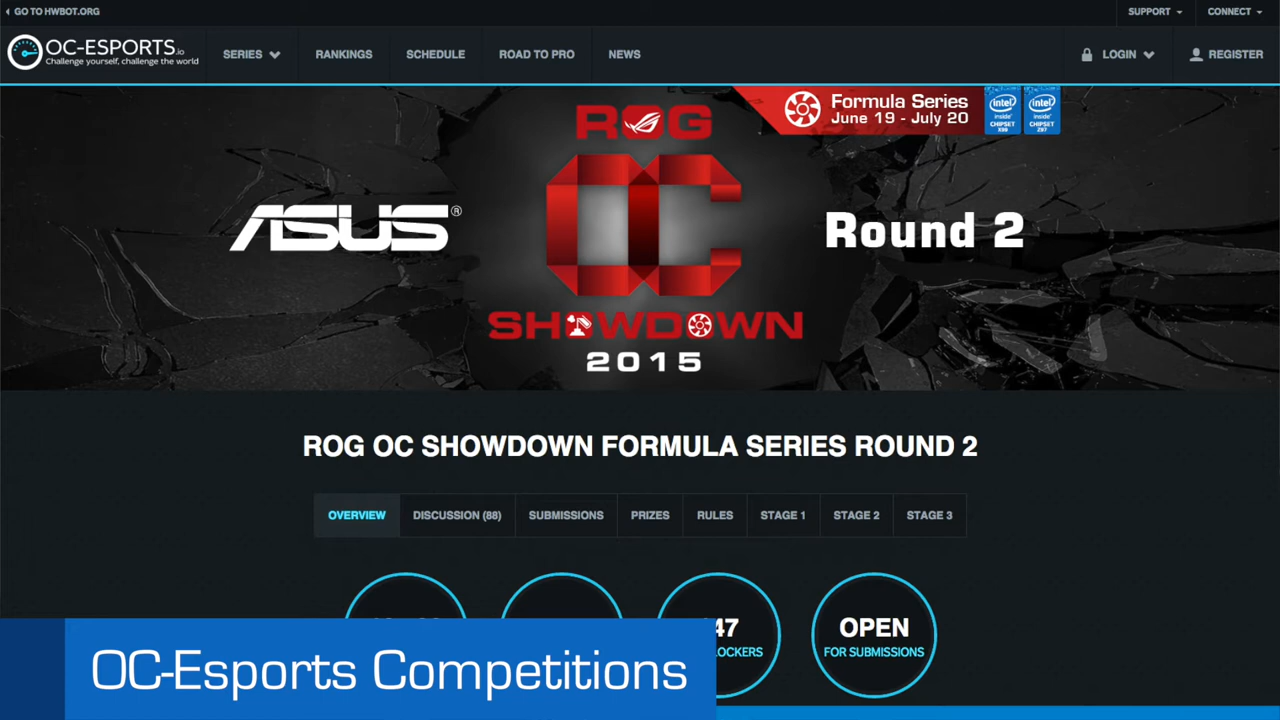 GO TO HWBOT.ORG
SUPPORT
CONNECT
OC-ESPORTS.io
Challenge yourself, challenge the world
SERIES
RANKINGS
SCHEDULE
ROAD TO PRO
NEWS
LOGIN
REGISTER
Formula Series
June 19 - July 20
intel inside CHIPSET X99
intel inside CHIPSET Z97
ROG
OC
SHOWDOWN
2015
ASUS®
Round 2
ROG OC SHOWDOWN FORMULA SERIES ROUND 2
OVERVIEW
DISCUSSION (88)
SUBMISSIONS
PRIZES
RULES
STAGE 1
STAGE 2
STAGE 3
47
OPEN
FOR SUBMISSIONS
OC-Esports Competitions